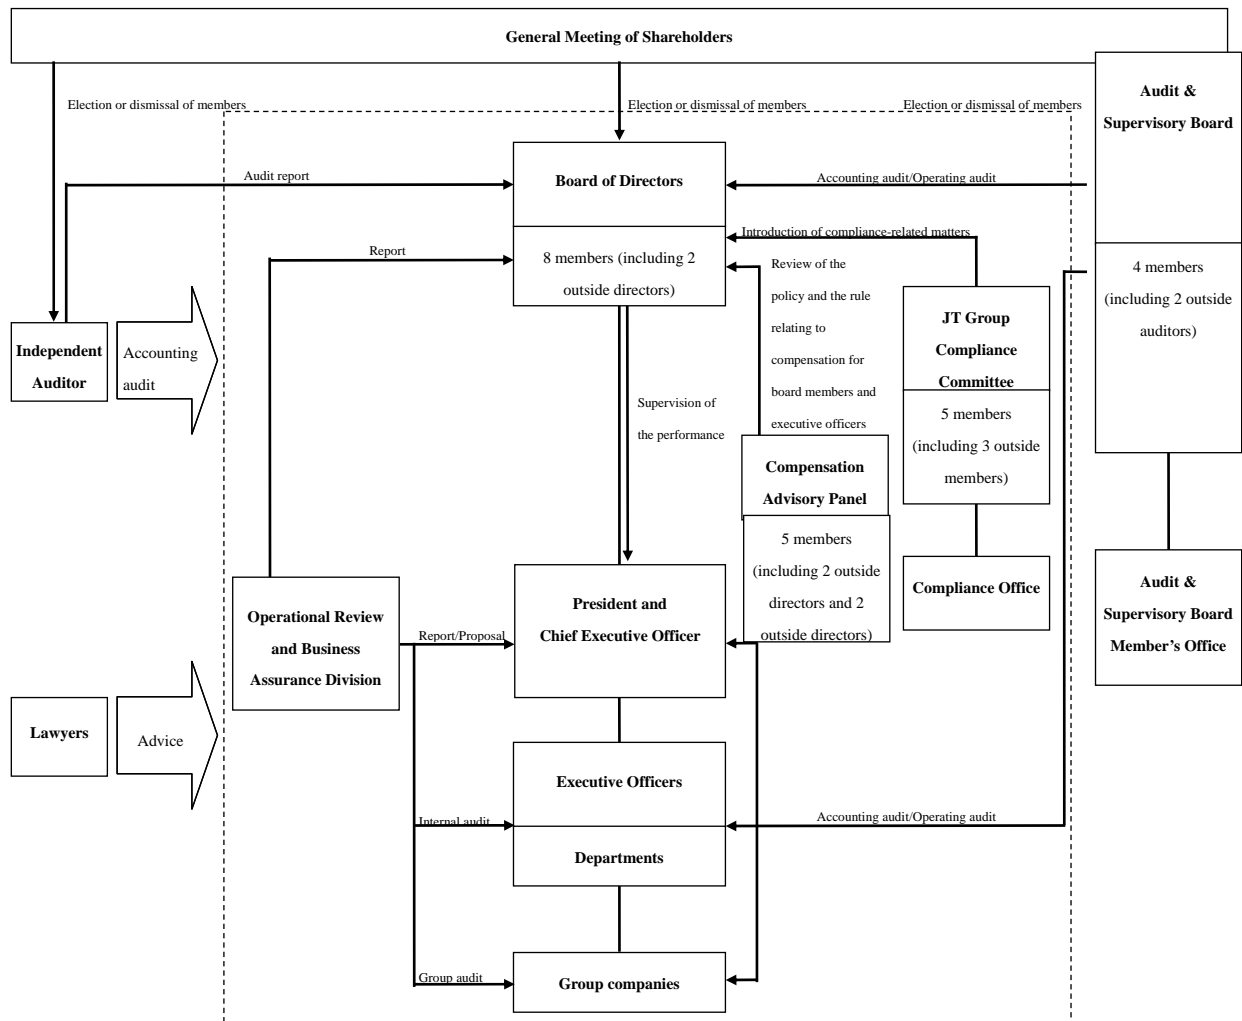 General Meeting of Shareholders
Election or dismissal of members
Election or dismissal of members
Election or dismissal of members
Audit &
Supervisory Board
4 members
(including 2 outside
auditors)
Audit report
Board of Directors
8 members (including 2
outside directors)
Accounting audit/Operating audit
Introduction of compliance-related matters
Report
Review of the
policy and the rule
relating to
compensation for
board members and
executive officers
JT Group
Compliance
Committee
5 members
(including 3 outside
members)
Independent
Auditor
Accounting
audit
Supervision of
the performance
Compensation
Advisory Panel
5 members
(including 2 outside
directors and 2
outside directors)
Compliance Office
Audit &
Supervisory Board
Member’s Office
Operational Review
and Business
Assurance Division
Report/Proposal
President and
Chief Executive Officer
Lawyers
Advice
Executive Officers
Departments
Internal audit
Accounting audit/Operating audit
Group audit
Group companies